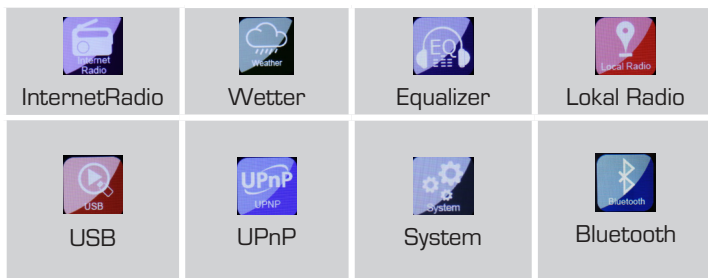 Internet
Radio
InternetRadio
Weather
Wetter
EQ
Equalizer
Local Radio
Lokal Radio
USB
USB
UPnP
UPNP
UPnP
System
System
Bluetooth
Bluetooth